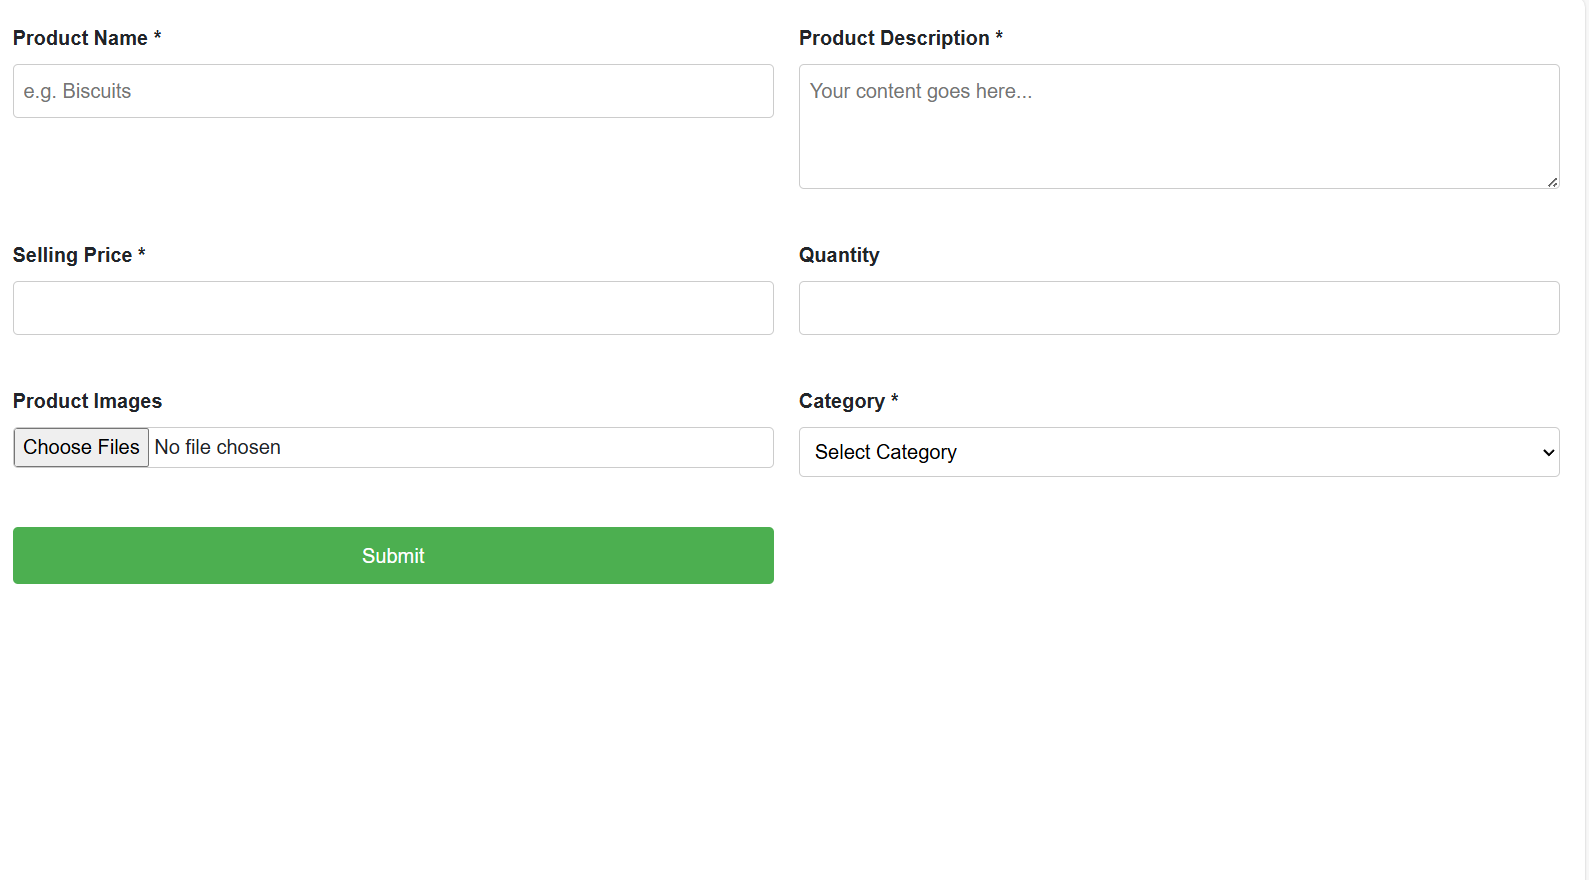 Product Name *
e.g. Biscuits
Product Description *
Your content goes here...
Selling Price *
Quantity
Product Images
Choose Files No file chosen
Category *
Select Category
Submit